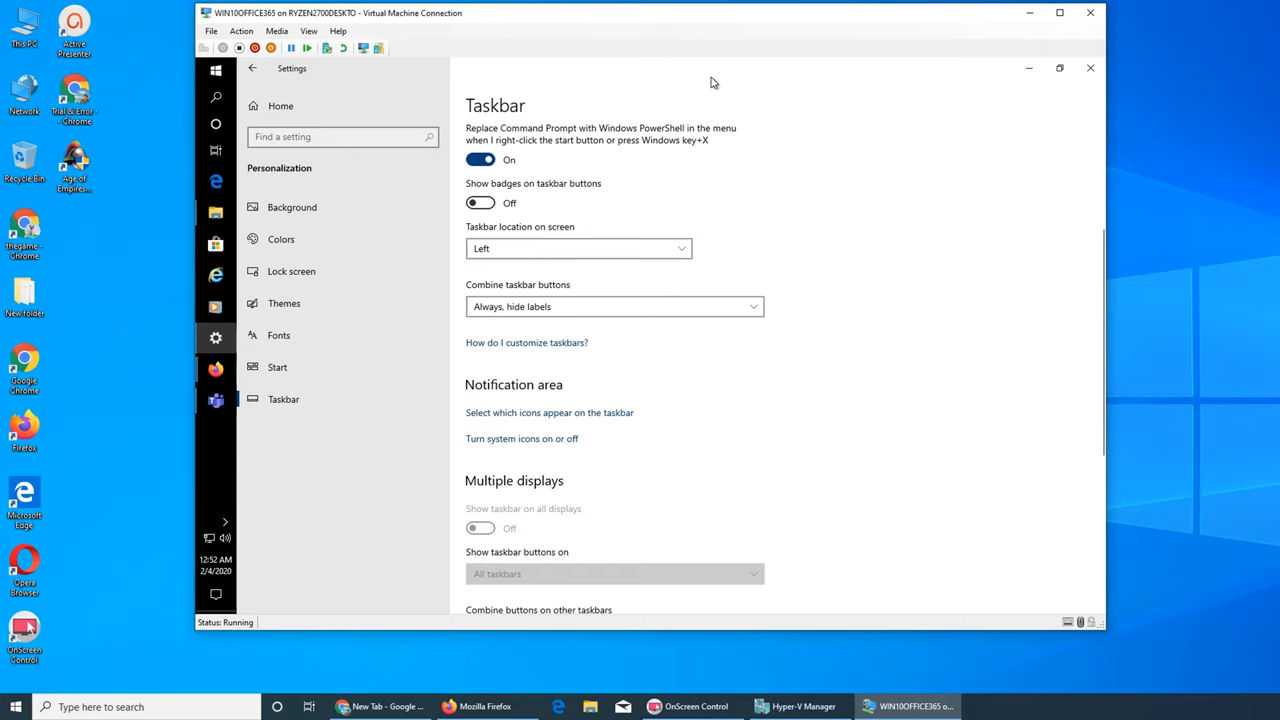 WIN10OFFICE365 on RYZEN2700DESKTO - Virtual Machine Connection
File Action Media View Help
Settings
Home
Find a setting
Personalization
Background
Colors
Lock screen
Themes
Fonts
Start
Taskbar
Taskbar
Replace Command Prompt with Windows PowerShell in the menu
when I right-click the start button or press Windows key+X
On
Show badges on taskbar buttons
Off
Taskbar location on screen
Left
Combine taskbar buttons
Always, hide labels
How do I customize taskbars?
Notification area
Select which icons appear on the taskbar
Turn system icons on or off
Multiple displays
Show taskbar on all displays
Off
Show taskbar buttons on
All taskbars
Combine buttons on other taskbars
12:52 AM
2/4/2020
Status: Running
This PC
Active
Presenter
Network
Trial & Error -
- Chrome
Recycle Bin
Age of
Empires...
thegame -
Chrome
New folder
Google
Chrome
Firefox
Microsoft
Edge
Opera
Browser
OnScreen
Control
Type here to search
New Tab - Google ...
Mozilla Firefox
OnScreen Control
Hyper-V Manager
WIN10OFFICE365 o...